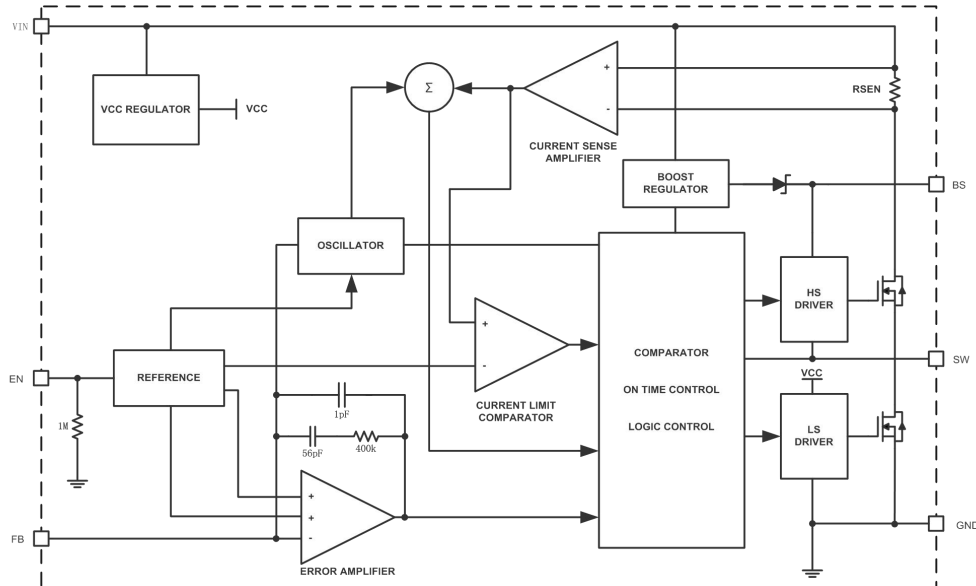 VIN
VCC REGULATOR
VCC
Σ
+
-
CURRENT SENSE
AMPLIFIER
RSEN
BOOST
REGULATOR
BS
OSCILLATOR
HS
DRIVER
+
-
CURRENT LIMIT
COMPARATOR
COMPARATOR
ON TIME CONTROL
LOGIC CONTROL
SW
EN
REFERENCE
1M
1pF
56pF
400k
VCC
LS
DRIVER
+
+
-
ERROR AMPLIFIER
FB
GND